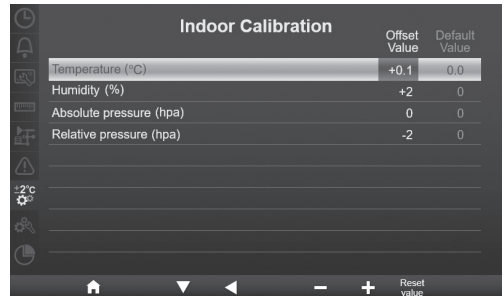 Indoor Calibration
Offset Value
Default Value
Temperature (°C) +0.1 0.0
Humidity (%) +2 0
Absolute pressure (hpa) 0 0
Relative pressure (hpa) -2 0
±2°C
− + Reset value